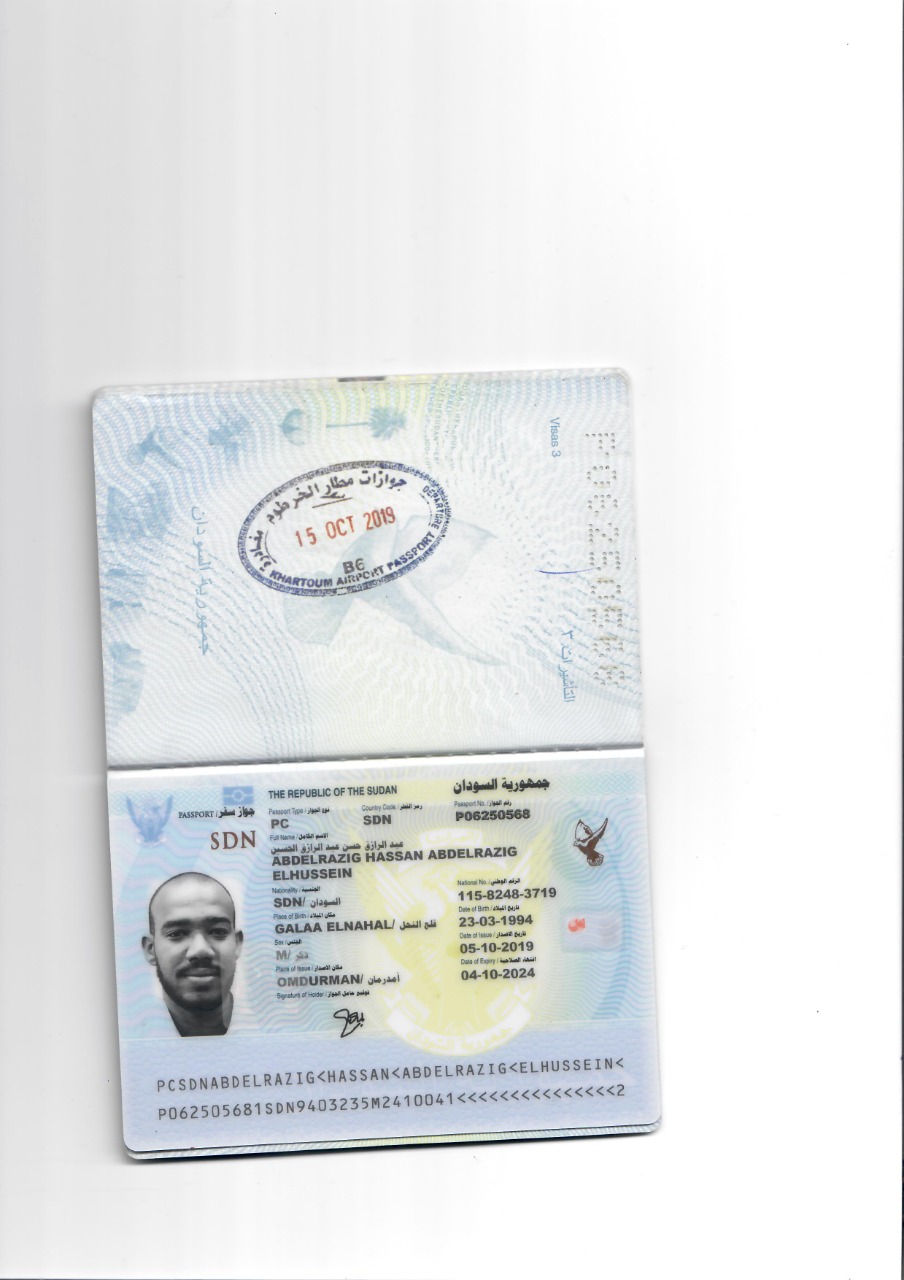 Visas 3
التأشيرات ٣
جمهورية السودان
جوازات مطار الخرطوم
مغادرة
DEPARTURE
15 OCT 2019
B6
KHARTOUM AIRPORT PASSPORT
THE REPUBLIC OF THE SUDAN
جمهورية السودان
PASSPORT / جواز سفر
SDN
Passport Type / نوع الجواز
Country Code / رمز القطر
Passport No. / رقم الجواز
PC
SDN
P06250568
Full Name / الاسم الكامل
عبد الرازق حسن عبد الرازق الحسين
ABDELRAZIG HASSAN ABDELRAZIG
ELHUSSEIN
Nationality / الجنسية
National No. / الرقم الوطني
SDN/ السودان
115-8248-3719
Place of Birth / مكان الميلاد
Date of Birth / تاريخ الميلاد
GALAA ELNAHAL/ قلع النحل
23-03-1994
Sex / الجنس
Date of Issue / تاريخ الاصدار
M/ ذكر
05-10-2019
Place of Issue / مكان الاصدار
Date of Expiry / انتهاء الصلاحية
OMDURMAN/ أمدرمان
04-10-2024
Signature of Holder / توقيع حامل الجواز
PCSDNABDELRAZIG<HASSAN<ABDELRAZIG<ELHUSSEIN<
P062505681SDN9403235M2410041<<<<<<<<<<<<<<<2